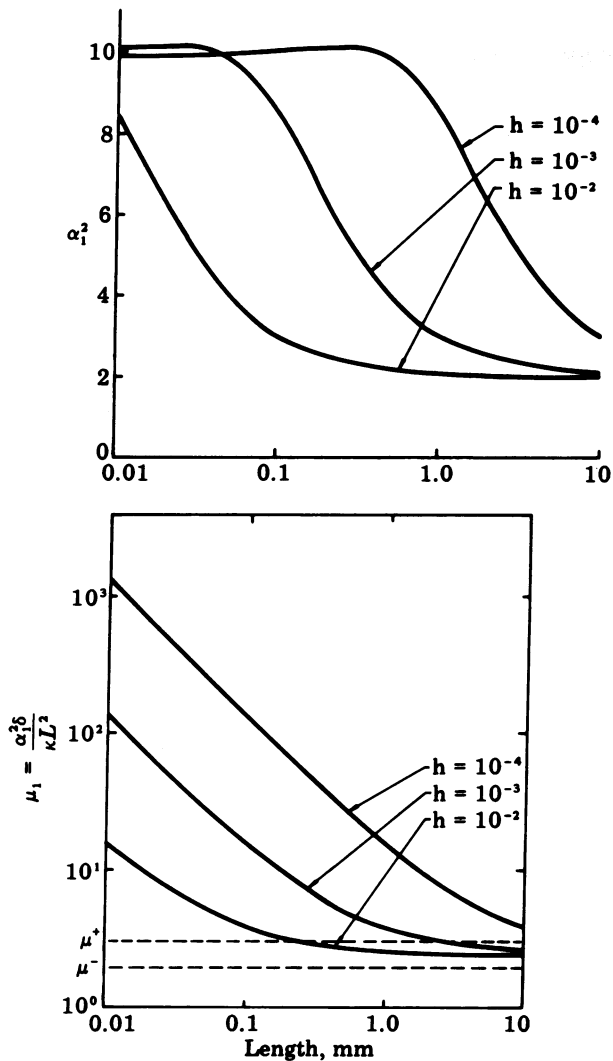 10
8
6
α₁²
4
2
0
h = 10⁻⁴
h = 10⁻³
h = 10⁻²
0.01 0.1 1.0 10
10³
10²
10¹
10⁰
μ₁ = α₁²δ / κL²
h = 10⁻⁴
h = 10⁻³
h = 10⁻²
μ⁺
μ⁻
0.01 0.1 1.0 10
Length, mm